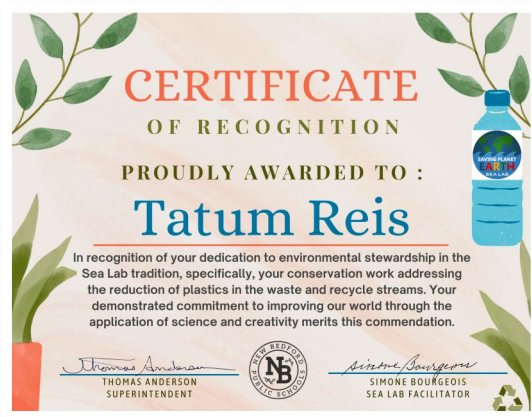 CERTIFICATE
OF RECOGNITION
PROUDLY AWARDED TO :
Tatum Reis
SAVING PLANET
EARTH
SEA LAB
In recognition of your dedication to environmental stewardship in the
Sea Lab tradition, specifically, your conservation work addressing
the reduction of plastics in the waste and recycle streams. Your
demonstrated commitment to improving our world through the
application of science and creativity merits this commendation.
Thomas Anderson
THOMAS ANDERSON
SUPERINTENDENT
NEW BEDFORD
NB
PUBLIC SCHOOLS
Simone Bourgeois
SIMONE BOURGEOIS
SEA LAB FACILITATOR